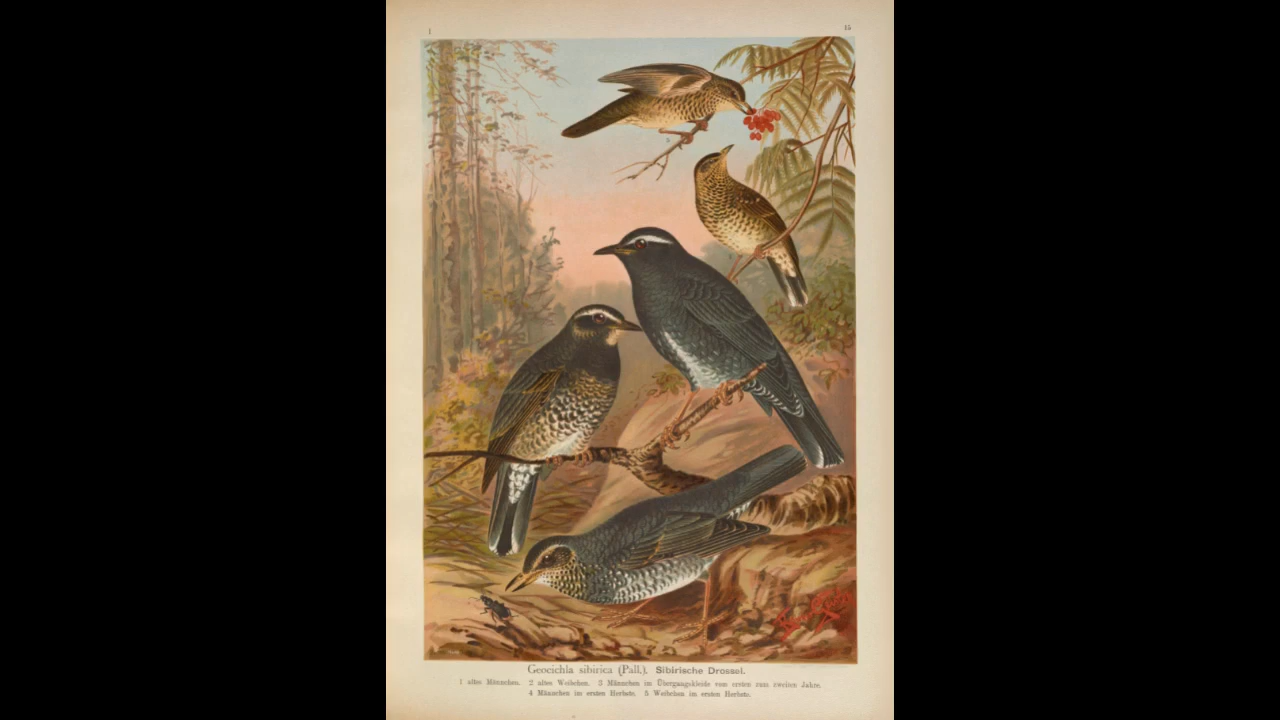 I
15
Geocichla sibirica (Pall.). Sibirische Drossel.
1 altes Männchen. 2 altes Weibchen. 3 Männchen im Übergangskleide vom ersten zum zweiten Jahre.
4 Männchen im ersten Herbste. 5 Weibchen im ersten Herbste.